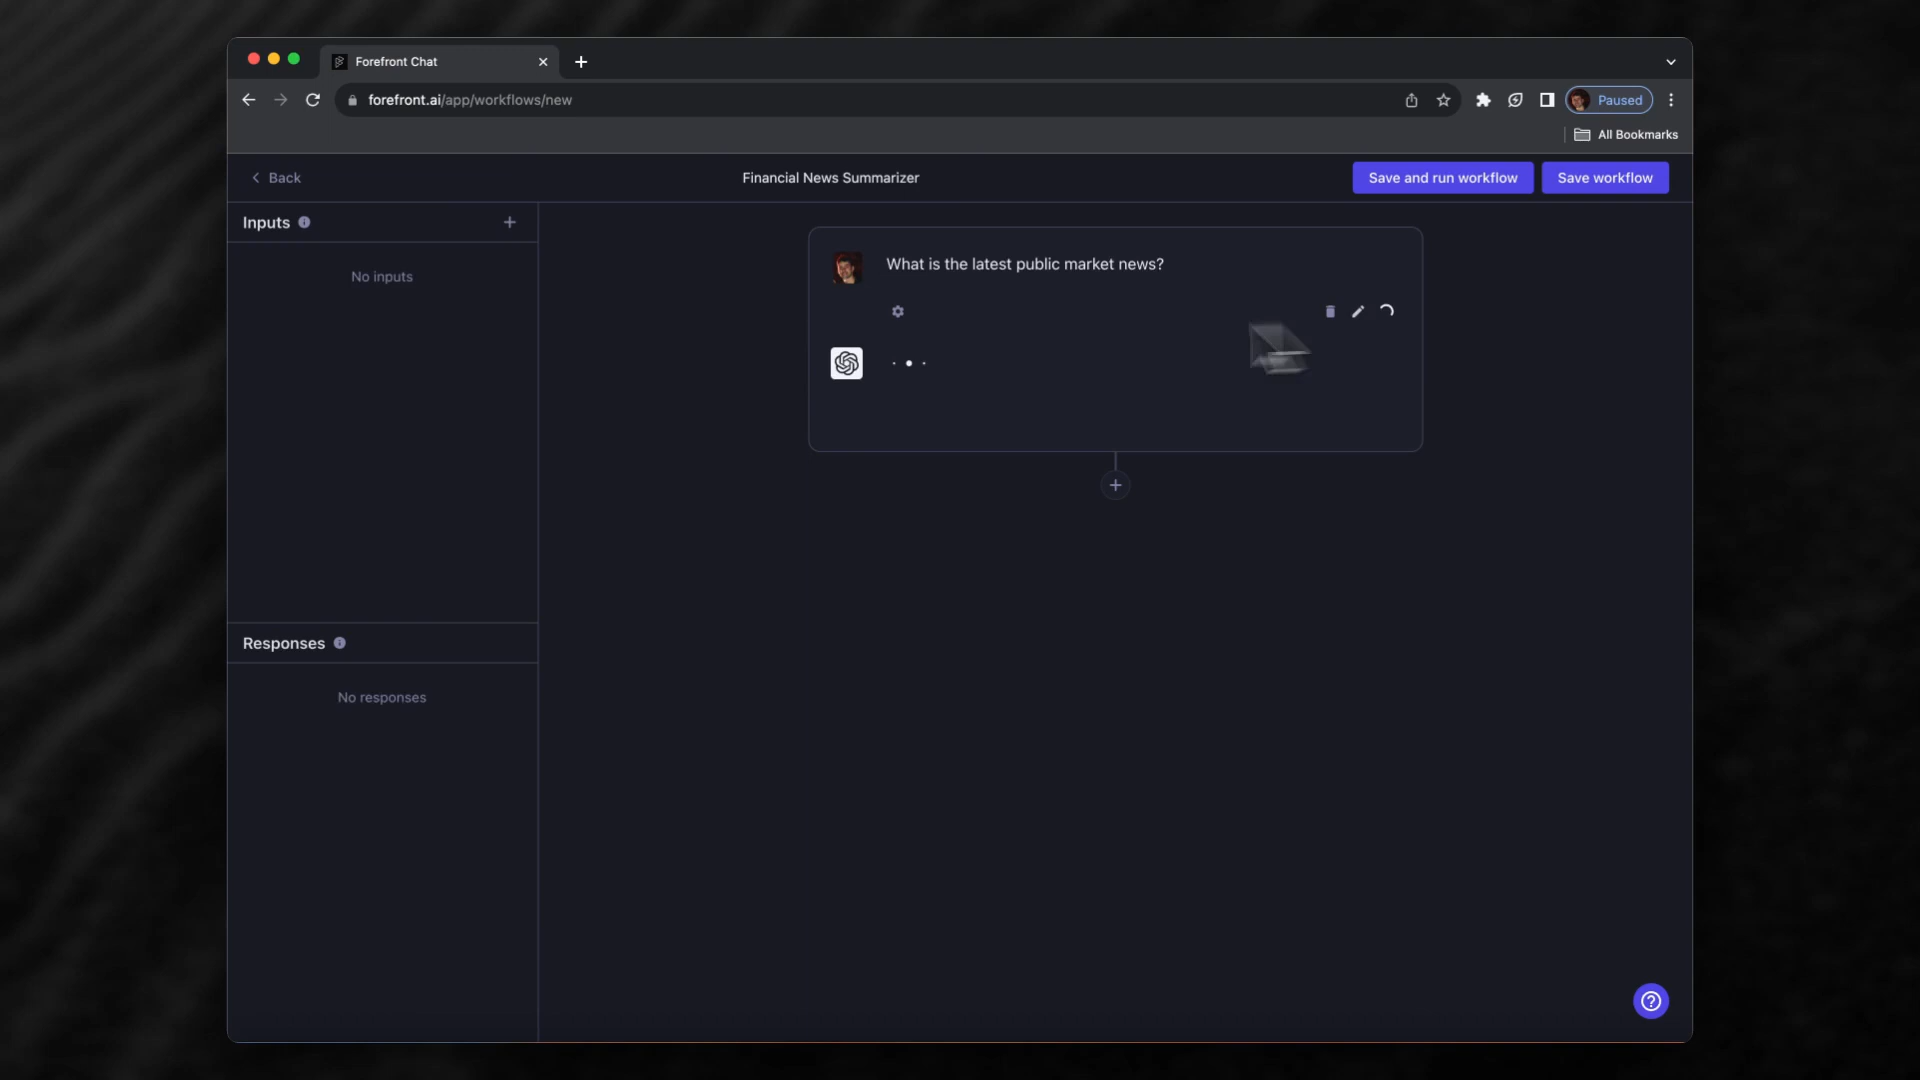 Forefront Chat
forefront.ai/app/workflows/new
Paused
All Bookmarks
Back
Financial News Summarizer
Save and run workflow
Save workflow
Inputs
No inputs
What is the latest public market news?
Responses
No responses